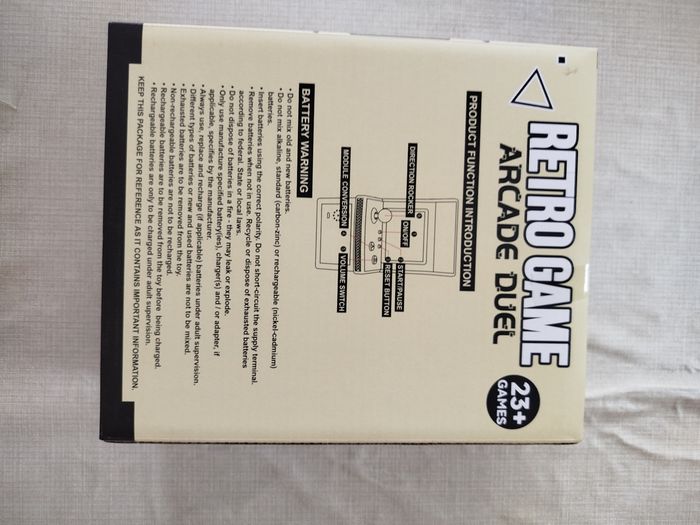 RETRO GAME
ARCADE DUEL
23+
GAMES
PRODUCT FUNCTION INTRODUCTION
DIRECTION ROCKER
ON/OFF
START/PAUSE
RESET BUTTON
MODULE CONVERSION
VOLUME SWITCH
BATTERY WARNING
• Do not mix old and new batteries.
• Do not mix alkaline, standard (carbon-zinc) or rechargeable (nickel-cadmium)
batteries.
• Insert batteries using the correct polarity. Do not short-circuit the supply terminal.
• Remove batteries when not in use. Recycle or dispose of exhausted batteries
according to federal. State or local laws.
• Do not dispose of batteries in a fire - they may leak or explode.
• Only use manufacture specified battery(ies), charger(s) and / or adapter, if
applicable, specifies by the manufacturer.
• Always use, replace and recharge (if applicable) batteries under adult supervision.
• Different types of batteries or new and used batteries are not to be mixed.
• Exhausted batteries are to be removed from the toy.
• Non-rechargeable batteries are not to be recharged.
• Rechargeable batteries are to be removed from the toy before being charged.
• Rechargeable batteries are only to be charged under adult supervision.
KEEP THIS PACKAGE FOR REFERENCE AS IT CONTAINS IMPORTANT INFORMATION.